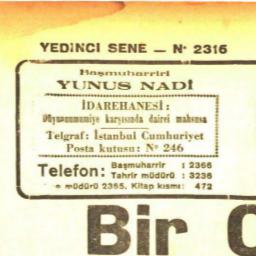 YEDİNCİ SENE — Nº 2316
Başmuharriri
YUNUS NADİ
İDAREHANESİ:
Düyunuumumiye karşısında dairei mahsusa
Telgraf: İstanbul Cumhuriyet
Posta kutusu: Nº 246
Telefon: Başmuharrir : 2366
Tahrir müdürü : 3236
müdürü 2365. Kitap kısmı: 472
Bir